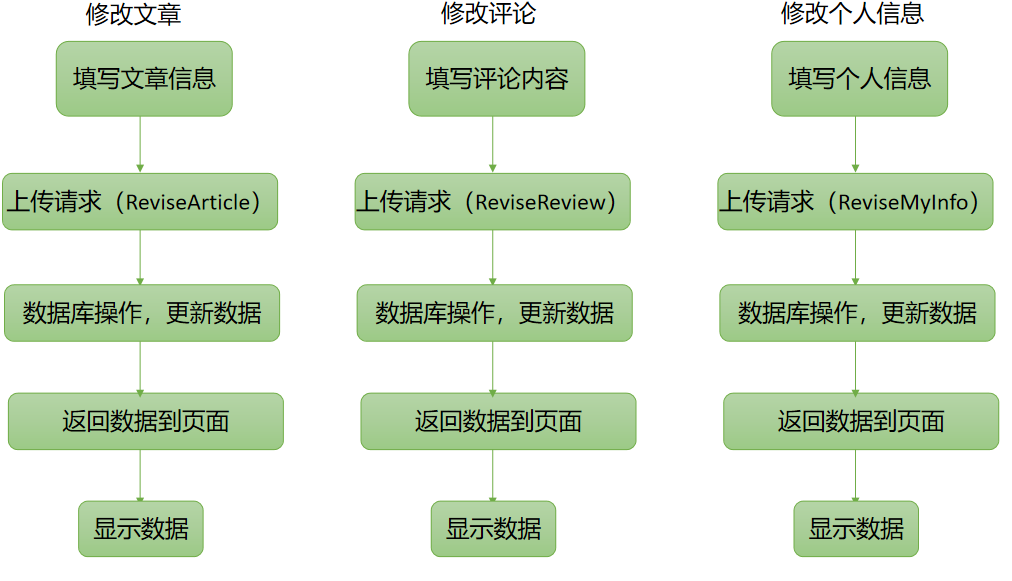 修改文章
填写文章信息
上传请求（ReviseArticle）
数据库操作，更新数据
返回数据到页面
显示数据
修改评论
填写评论内容
上传请求（ReviseReview）
数据库操作，更新数据
返回数据到页面
显示数据
修改个人信息
填写个人信息
上传请求（ReviseMyInfo）
数据库操作，更新数据
返回数据到页面
显示数据